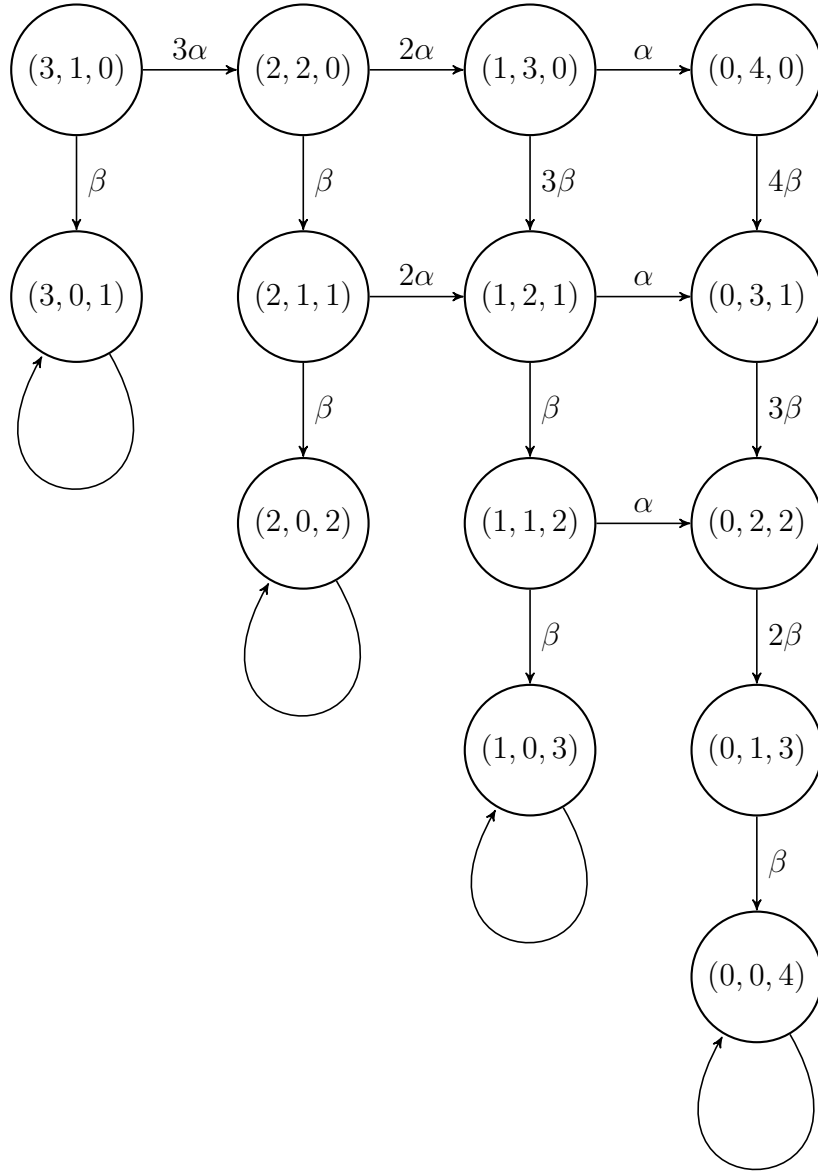 (3, 1, 0) 3α (2, 2, 0) 2α (1, 3, 0) α (0, 4, 0)
β β 3β 4β
(3, 0, 1) (2, 1, 1) 2α (1, 2, 1) α (0, 3, 1)
β β 3β
(2, 0, 2) (1, 1, 2) α (0, 2, 2)
β 2β
(1, 0, 3) (0, 1, 3)
β
(0, 0, 4)